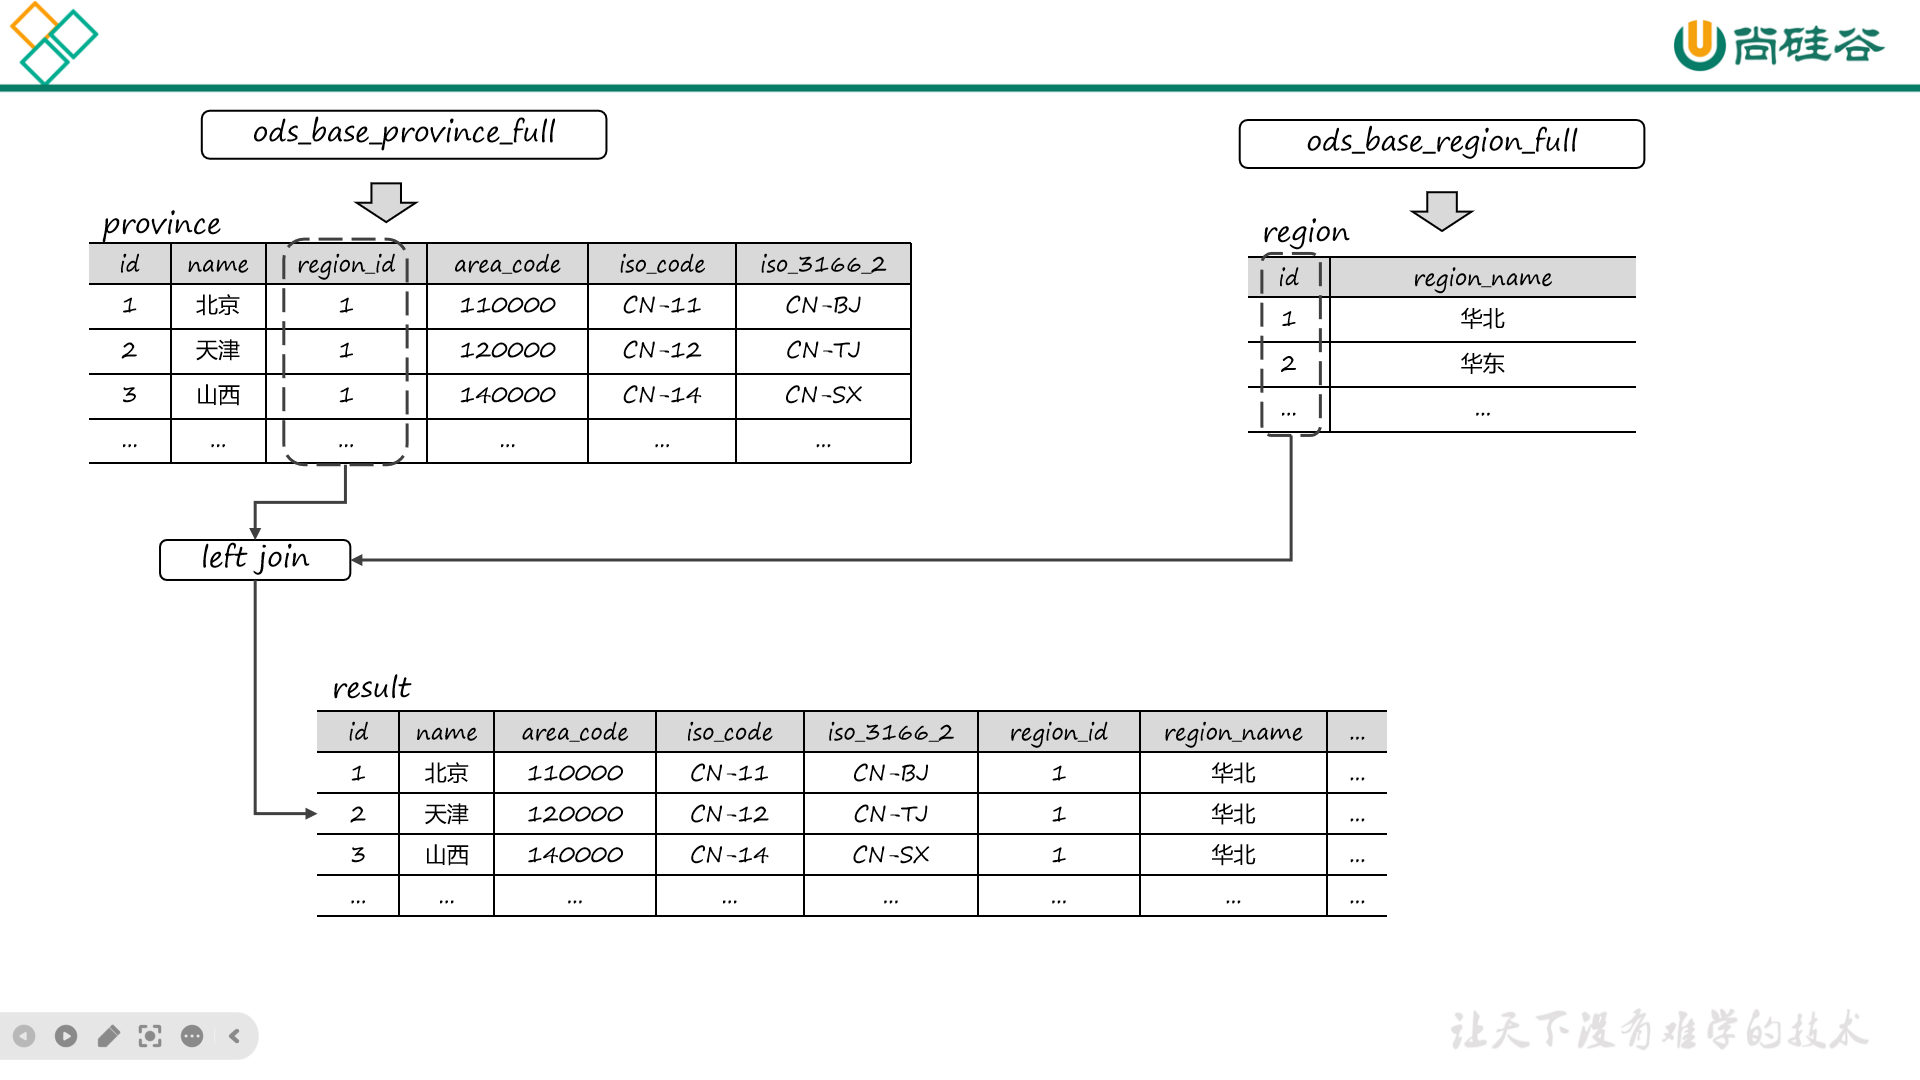 尚硅谷
ods_base_province_full
ods_base_region_full
province
id name region_id area_code iso_code iso_3166_2
1 北京 1 110000 CN-11 CN-BJ
2 天津 1 120000 CN-12 CN-TJ
3 山西 1 140000 CN-14 CN-SX
... ... ... ... ... ...
region
id region_name
1 华北
2 华东
... ...
left join
result
id name area_code iso_code iso_3166_2 region_id region_name ...
1 北京 110000 CN-11 CN-BJ 1 华北 ...
2 天津 120000 CN-12 CN-TJ 1 华北 ...
3 山西 140000 CN-14 CN-SX 1 华北 ...
... ... ... ... ... ... ... ...
让天下没有难学的技术